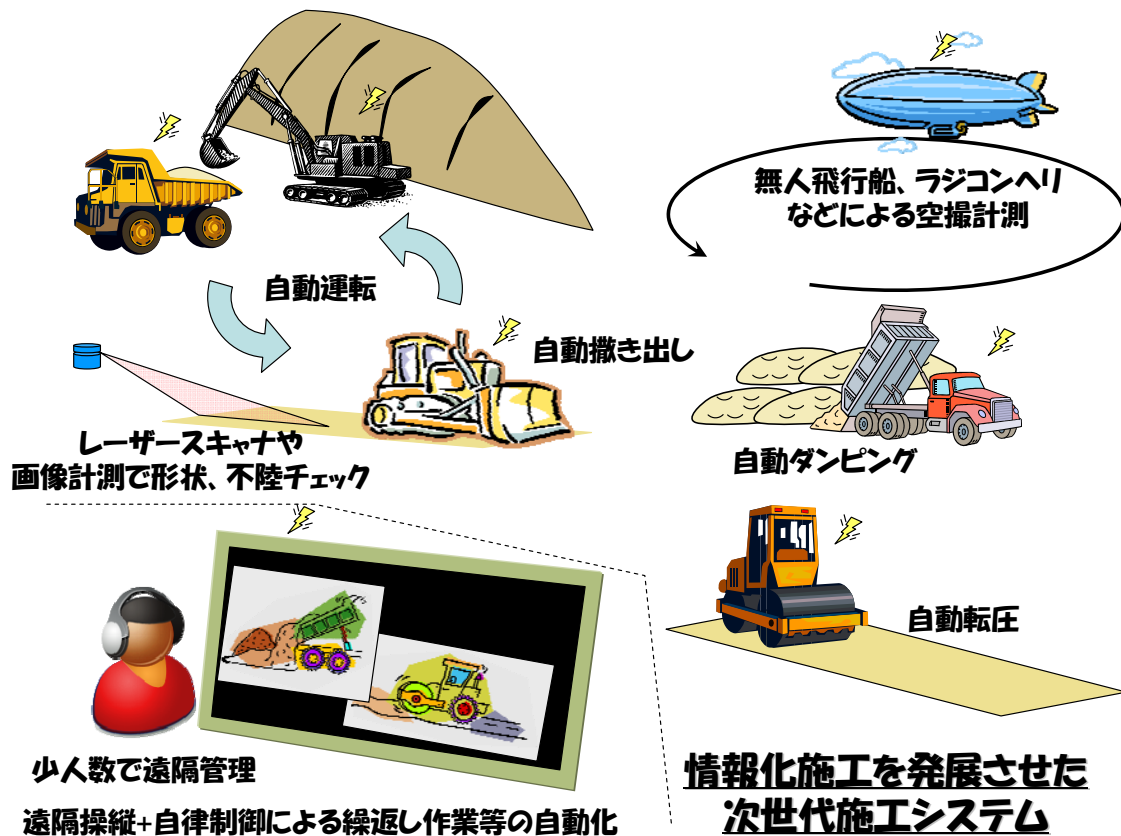 無人飛行船、ラジコンヘリ
などによる空撮計測
自動運転
自動撒き出し
レーザースキャナや
画像計測で形状、不陸チェック
自動ダンピング
自動転圧
少人数で遠隔管理
遠隔操縦+自律制御による繰返し作業等の自動化
情報化施工を発展させた
次世代施工システム